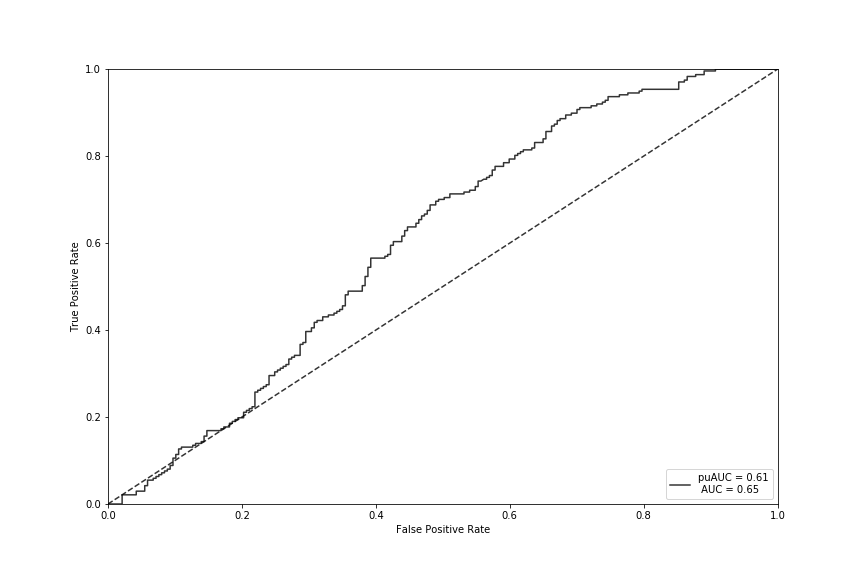 1.0
0.8
0.6
0.4
0.2
0.0
True Positive Rate
puAUC = 0.61
AUC = 0.65
0.0 0.2 0.4 0.6 0.8 1.0
False Positive Rate